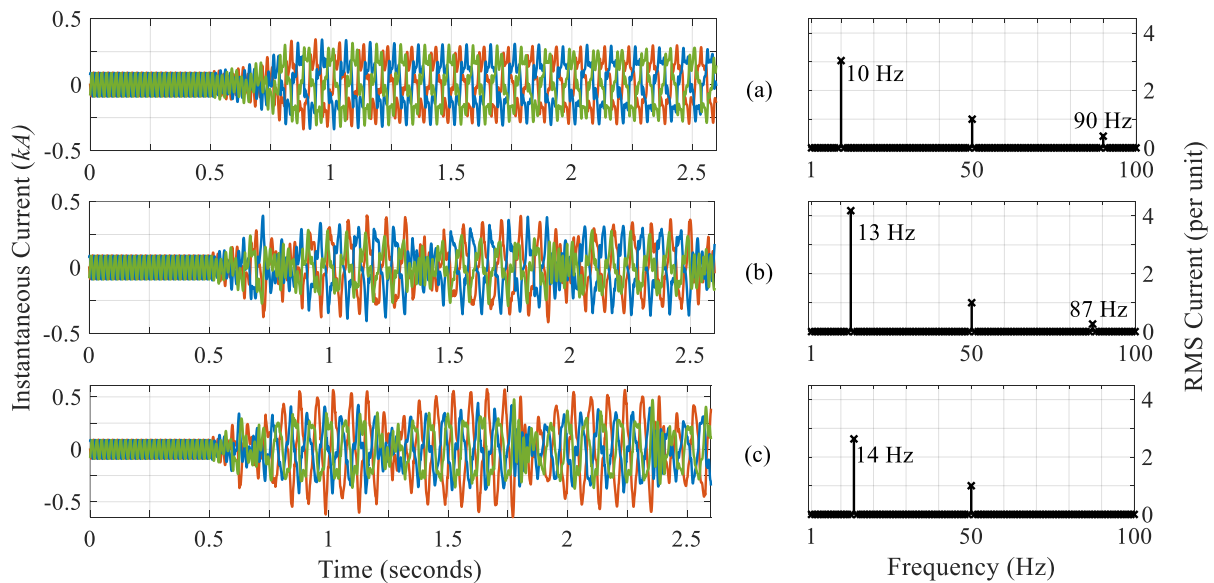 0.5
0
-0.5
0 0.5 1 1.5 2 2.5
(a)
10 Hz
90 Hz
4
2
0
1 50 100
0.5
0
-0.5
0 0.5 1 1.5 2 2.5
(b)
13 Hz
87 Hz
4
2
0
1 50 100
0.5
0
-0.5
0 0.5 1 1.5 2 2.5
(c)
14 Hz
4
2
0
1 50 100
Instantaneous Current (kA)
Time (seconds)
Frequency (Hz)
RMS Current (per unit)